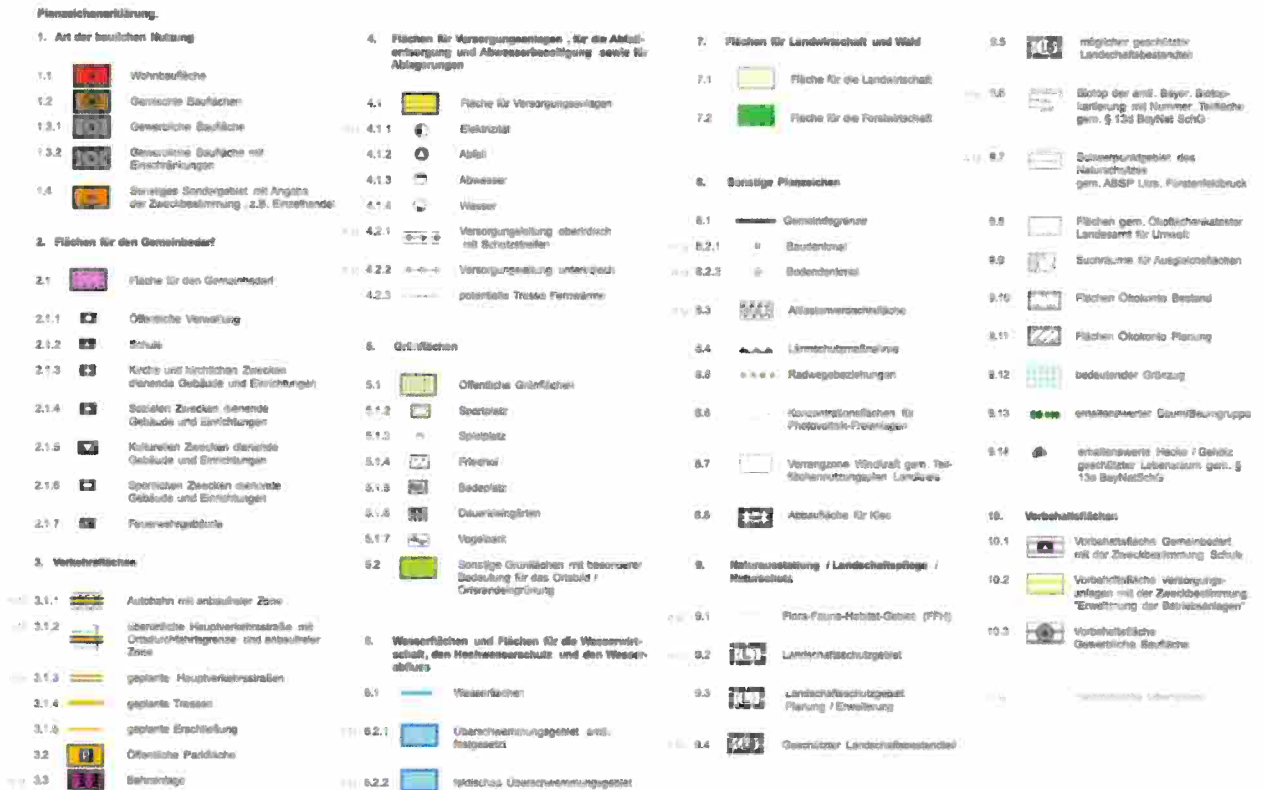 Planzeichenerklärung.
1. Art der baulichen Nutzung
1.1 Wohnbaufläche
1.2 Gemischte Bauflächen
1.3.1 Gewerbliche Baufläche
1.3.2 Gewerbliche Baufläche mit
Einschränkungen
1.4 Sonstiges Sondergebiet mit Angabe
der Zweckbestimmung, z.B. Einzelhandel
2. Flächen für den Gemeinbedarf
2.1 Fläche für den Gemeinbedarf
2.1.1 Öffentliche Verwaltung
2.1.2 Schule
2.1.3 Kirche und kirchlichen Zwecken
dienende Gebäude und Einrichtungen
2.1.4 Sozialen Zwecken dienende
Gebäude und Einrichtungen
2.1.5 Kulturellen Zwecken dienende
Gebäude und Einrichtungen
2.1.6 Sportlichen Zwecken dienende
Gebäude und Einrichtungen
2.1.7 Feuerwehrgebäude
3. Verkehrsflächen
3.1.1 Autobahn mit anbaufreier Zone
3.1.2 überörtliche Hauptverkehrsstraße mit
Ortsdurchfahrtsgrenze und anbaufreier
Zone
3.1.3 geplante Hauptverkehrsstraßen
3.1.4 geplante Trassen
3.1.5 geplante Erschließung
3.2 P Öffentliche Parkfläche
3.3 Bahnanlage
4. Flächen für Versorgungsanlagen, für die Abfall-
entsorgung und Abwasserbeseitigung sowie für
Ablagerungen
4.1 Fläche für Versorgungsanlagen
4.1.1 Elektrizität
4.1.2 Abfall
4.1.3 Abwasser
4.1.4 Wasser
4.2.1 Versorgungsleitung oberirdisch
mit Schutzstreifen
4.2.2 Versorgungsleitung unterirdisch
4.2.3 potentielle Trasse Fernwärme
5. Grünflächen
5.1 Öffentliche Grünflächen
5.1.2 Sportplatz
5.1.3 Spielplatz
5.1.4 Friedhof
5.1.5 Badeplatz
5.1.6 Dauerkleingärten
5.1.7 Vogelpark
5.2 Sonstige Grünflächen mit besonderer
Bedeutung für das Ortsbild /
Ortsrandeingrünung
6. Wasserflächen und Flächen für die Wasserwirt-
schaft, den Hochwasserschutz und den Wasser-
abfluss
6.1 Wasserflächen
6.2.1 Überschwemmungsgebiet amtl.
festgesetzt
6.2.2 faktisches Überschwemmungsgebiet
7. Flächen für Landwirtschaft und Wald
7.1 Fläche für die Landwirtschaft
7.2 Fläche für die Forstwirtschaft
8. Sonstige Planzeichen
8.1 Gemeindegrenze
8.2.1 Baudenkmal
8.2.2 Bodendenkmal
8.3 Altlastenverdachtsfläche
8.4 Lärmschutzmaßnahme
8.5 Radwegebeziehungen
8.6 Konzentrationsflächen für
Photovoltaik-Freianlagen
8.7 Vorrangzone Windkraft gem. Teil-
flächennutzungsplan Landkreis
8.8 Abbaufläche für Kies
9. Naturausstattung / Landschaftspflege /
Naturschutz
9.1 Flora-Fauna-Habitat-Gebiet (FFH)
9.2 Landschaftsschutzgebiet
9.3 Landschaftsschutzgebiet
Planung / Erweiterung
9.4 Geschützter Landschaftsbestandteil
9.5 möglicher geschützter
Landschaftsbestandteil
9.6 Biotop der amtl. Bayer. Biotop-
kartierung mit Nummer, Teilfläche
gem. § 13d BayNat SchG
9.7 Schwerpunktgebiet des
Naturschutzes
gem. ABSP Lkrs. Fürstenfeldbruck
9.8 Flächen gem. Ökoflächenkataster
Landesamt für Umwelt
9.9 Suchräume für Ausgleichsflächen
9.10 Flächen Ökokonto Bestand
9.11 Flächen Ökokonto Planung
9.12 bedeutender Grünzug
9.13 erhaltenswerter Baum/Baumgruppe
9.14 erhaltenswerte Hecke / Gehölz
geschützter Lebensraum gem. §
13e BayNatSchG
10. Vorbehaltsflächen
10.1 Vorbehaltsfläche Gemeinbedarf
mit der Zweckbestimmung Schule
10.2 Vorbehaltsfläche versorgungs-
anlagen mit der Zweckbestimmung
"Erweiterung der Betriebsanlagen"
10.3 Vorbehaltsfläche
Gewerbliche Baufläche